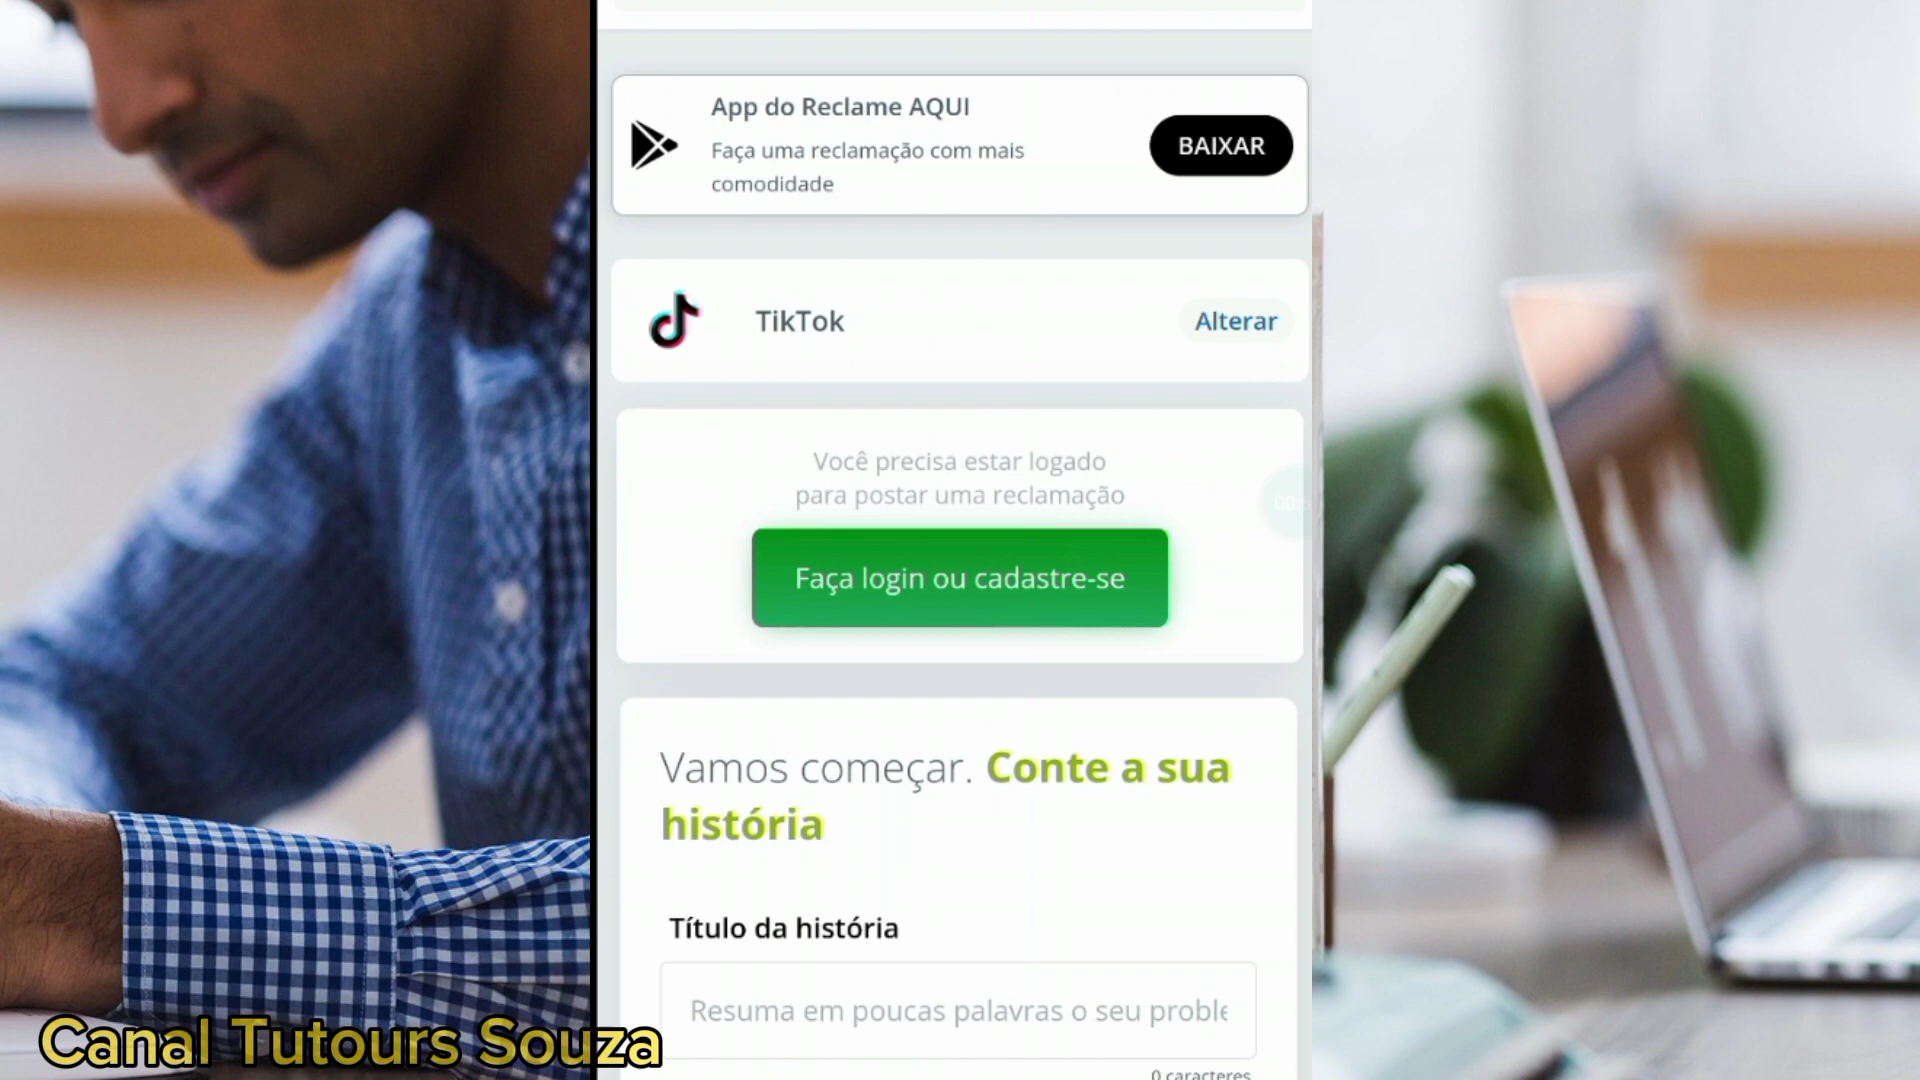 App do Reclame AQUI
Faça uma reclamação com mais
comodidade
BAIXAR
TikTok
Alterar
Você precisa estar logado
para postar uma reclamação
Faça login ou cadastre-se
Vamos começar. Conte a sua
história
Título da história
Resuma em poucas palavras o seu proble
0 caracteres
Canal Tutours Souza